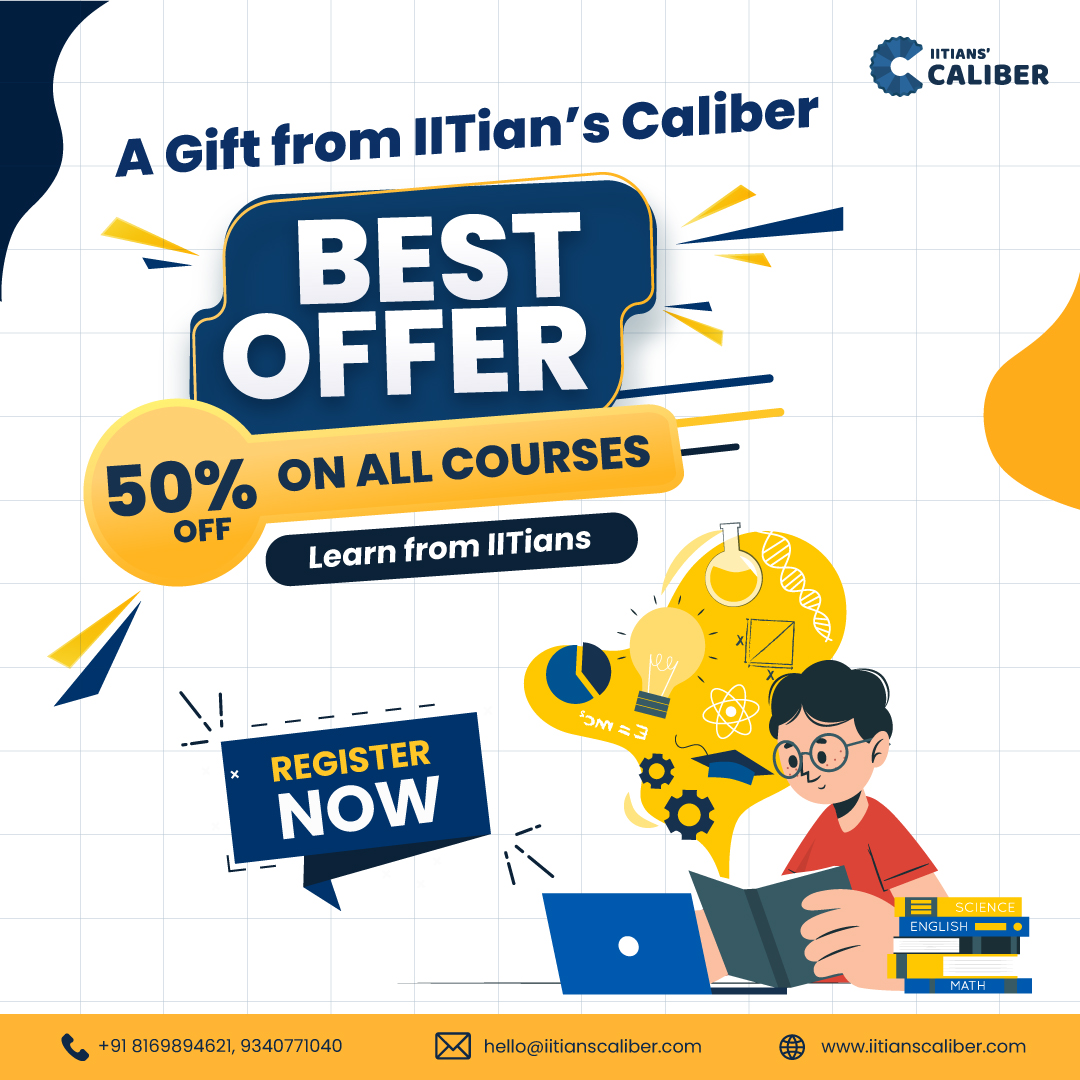 IITIANS'
CALIBER
A Gift from IITian's Caliber
BEST
OFFER
50%
OFF
ON ALL COURSES
Learn from IITians
x
x
E = mc²
REGISTER
NOW
SCIENCE
ENGLISH
MATH
+91 8169894621, 9340771040
hello@iitianscaliber.com
www.iitianscaliber.com